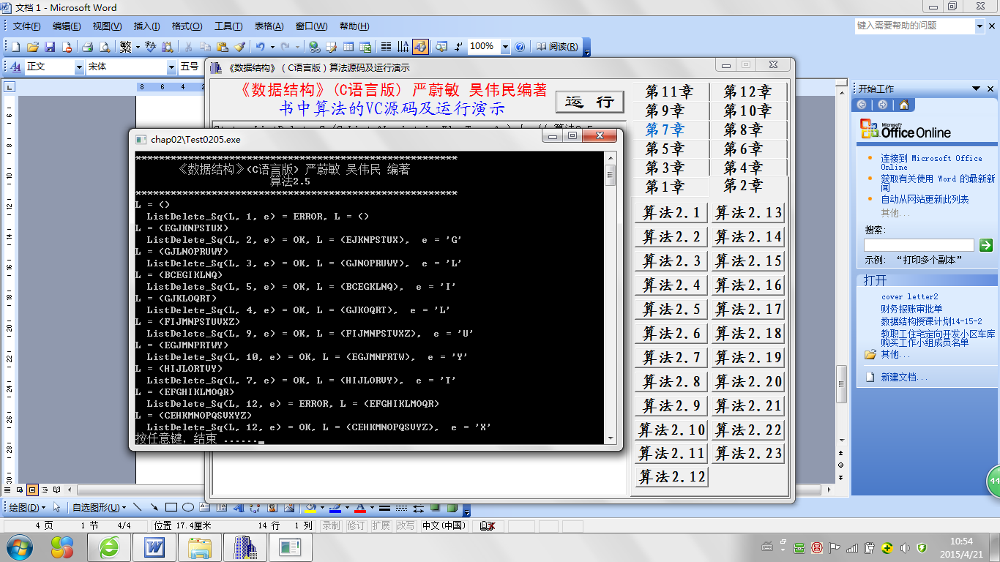 文档 1 - Microsoft Word
文件(F) 编辑(E) 视图(V) 插入(I) 格式(O) 工具(T) 表格(A) 窗口(W) 帮助(H)
键入需要帮助的问题
繁 100% 阅读(R)
正文 宋体 五号
8 6 4 2
《数据结构》（C语言版）算法源码及运行演示
《数据结构》(C语言版) 严蔚敏 吴伟民编著
书中算法的VC源码及运行演示
运 行
chap02\Test0205.exe
《数据结构》(C语言版) 严蔚敏 吴伟民 编著
算法2.5
L = ()
ListDelete_Sq(L, 1, e) = ERROR, L = ()
L = (EGJKNPSTUX)
ListDelete_Sq(L, 2, e) = OK, L = (EJKNPSTUX), e = 'G'
L = (GJLNOPRUWY)
ListDelete_Sq(L, 3, e) = OK, L = (GJNOPRUWY), e = 'L'
L = (BCEGIKLNQ)
ListDelete_Sq(L, 5, e) = OK, L = (BCEGKLNQ), e = 'I'
L = (GJKLOQRT)
ListDelete_Sq(L, 4, e) = OK, L = (GJKOQRT), e = 'L'
L = (FIJMNPSTUVXZ)
ListDelete_Sq(L, 9, e) = OK, L = (FIJMNPSTVXZ), e = 'U'
L = (EGJMNPRTWY)
ListDelete_Sq(L, 10, e) = OK, L = (EGJMNPRTW), e = 'Y'
L = (HIJLORTVY)
ListDelete_Sq(L, 7, e) = OK, L = (HIJLORVY), e = 'T'
L = (EFGHIKLMOQR)
ListDelete_Sq(L, 12, e) = ERROR, L = (EFGHIKLMOQR)
L = (CEHKMNOPQSVXYZ)
ListDelete_Sq(L, 12, e) = OK, L = (CEHKMNOPQSVYZ), e = 'X'
按任意键，结束 ......
第11章 第12章
第9章 第10章
第7章 第8章
第5章 第6章
第3章 第4章
第1章 第2章
算法2.1 算法2.13
算法2.2 算法2.14
算法2.3 算法2.15
算法2.4 算法2.16
算法2.5 算法2.17
算法2.6 算法2.18
算法2.7 算法2.19
算法2.8 算法2.20
算法2.9 算法2.21
算法2.10 算法2.22
算法2.11 算法2.23
算法2.12
开始工作
Microsoft
Office Online
连接到 Microsoft Office
Online
获取有关使用 Word 的最新新
闻
自动从网站更新此列表
其他...
搜索:
示例: “打印多个副本”
打开
cover letter2
财务报账审批单
数据结构授课计划14-15-2
教职工住宅定向开发小区车库
购买工作小组成员名单
其他...
新建文档...
44
绘图(D) 自选图形(U)
4 页 1 节 4/4 位置 17.4厘米 14 行 1 列 录制 修订 扩展 改写 中文(中国)
10:54
2015/4/21